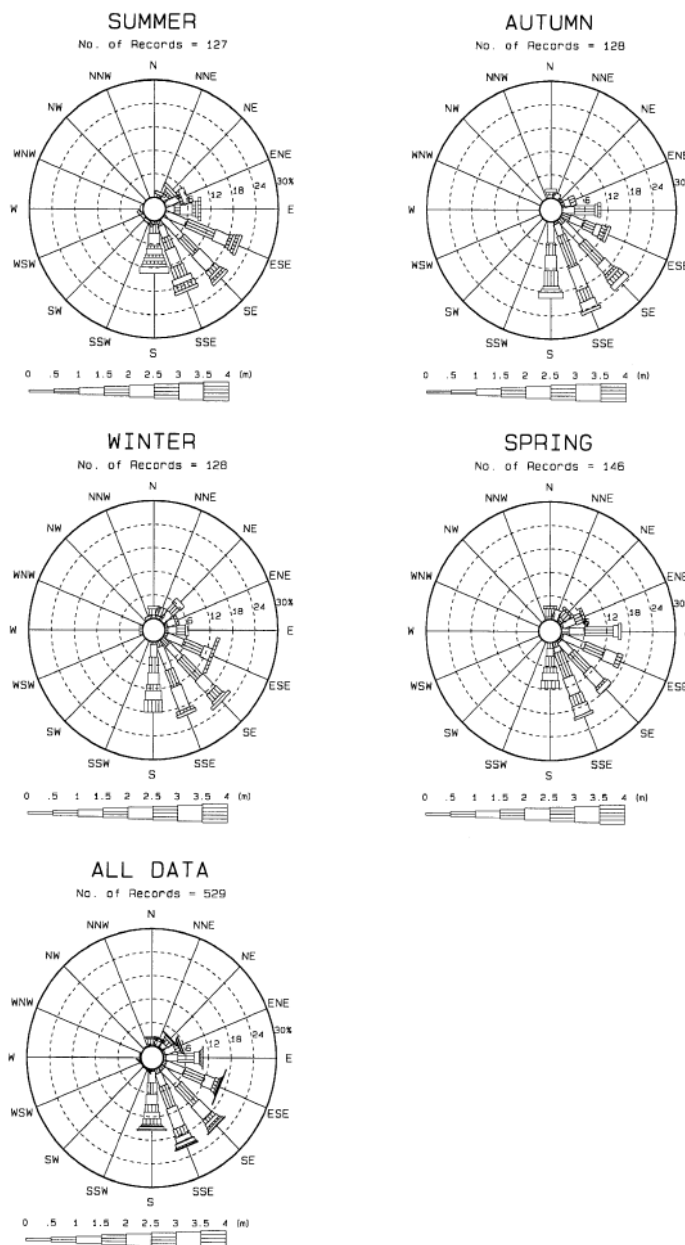 SUMMER
No. of Records = 127
N
NNW
NNE
NW
NE
WNW
ENE
30%
24
18
12
6
W
E
WSW
ESE
SW
SE
SSW
SSE
S
0 .5 1 1.5 2 2.5 3 3.5 4 (m)
AUTUMN
No. of Records = 128
N
NNW
NNE
NW
NE
WNW
ENE
30%
24
18
12
6
W
E
WSW
ESE
SW
SE
SSW
SSE
S
0 .5 1 1.5 2 2.5 3 3.5 4 (m)
WINTER
No. of Records = 128
N
NNW
NNE
NW
NE
WNW
ENE
30%
24
18
12
6
W
E
WSW
ESE
SW
SE
SSW
SSE
S
0 .5 1 1.5 2 2.5 3 3.5 4 (m)
SPRING
No. of Records = 146
N
NNW
NNE
NW
NE
WNW
ENE
30%
24
18
12
6
W
E
WSW
ESE
SW
SE
SSW
SSE
S
0 .5 1 1.5 2 2.5 3 3.5 4 (m)
ALL DATA
No. of Records = 529
N
NNW
NNE
NW
NE
WNW
ENE
30%
24
18
12
6
W
E
WSW
ESE
SW
SE
SSW
SSE
S
0 .5 1 1.5 2 2.5 3 3.5 4 (m)